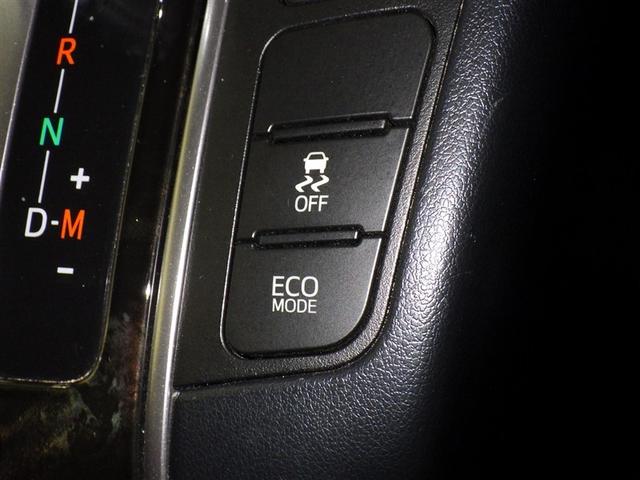 R
N
+
D-M
-
OFF
ECO
MODE